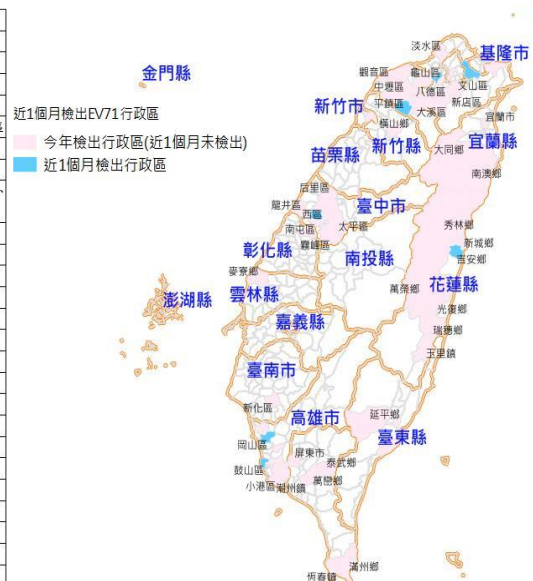 淡水區
基隆市
金門縣
觀音區
龜山區
中壢區
八德區
文山區
平鎮區
大溪區
新店區
新竹市
近1個月檢出EV71行政區
橫山鄉
宜蘭市
區
今年檢出行政區(近1個月未檢出)
新竹縣
宜蘭縣
苗栗縣
大同鄉
近1個月檢出行政區
南澳鄉
后里區
龍井區
西區
臺中市
南屯區
太平區
秀林鄉
霧峰區
新城鄉
彰化縣
南投縣
吉安鄉
麥寮鄉
花蓮縣
萬榮鄉
雲林縣
澎湖縣
光復鄉
嘉義縣
瑞穗鄉
玉里鎮
臺南市
新化區
延平鄉
高雄市
岡山區
臺東縣
屏東市
泰武鄉
鼓山區
萬巒鄉
小港區
潮州鎮
滿州鄉
恆春鎮